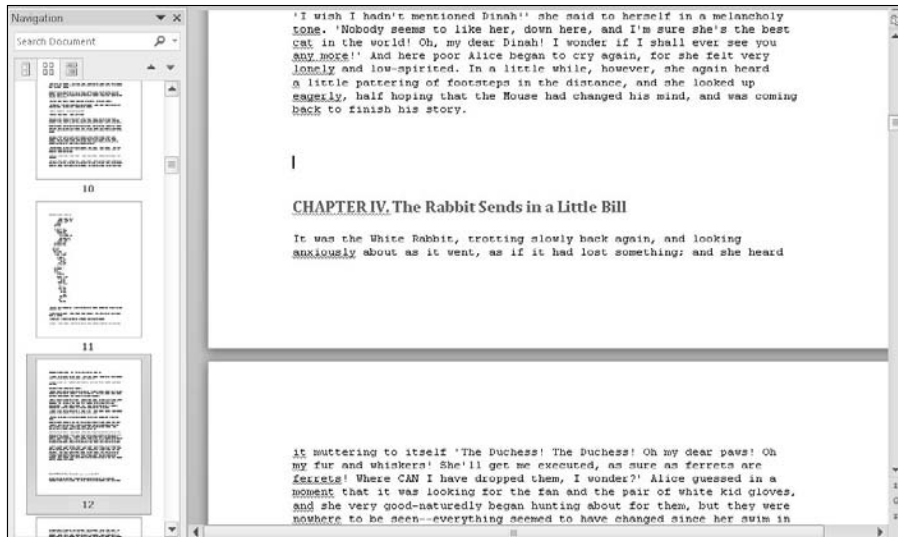 Navigation
Search Document
10
11
12
'I wish I hadn't mentioned Dinah!' she said to herself in a melancholy
tone. 'Nobody seems to like her, down here, and I'm sure she's the best
cat in the world! Oh, my dear Dinah! I wonder if I shall ever see you
any more!' And here poor Alice began to cry again, for she felt very
lonely and low-spirited. In a little while, however, she again heard
a little pattering of footsteps in the distance, and she looked up
eagerly, half hoping that the Mouse had changed his mind, and was coming
back to finish his story.
CHAPTER IV. The Rabbit Sends in a Little Bill
It was the White Rabbit, trotting slowly back again, and looking
anxiously about as it went, as if it had lost something; and she heard
it muttering to itself 'The Duchess! The Duchess! Oh my dear paws! Oh
my fur and whiskers! She'll get me executed, as sure as ferrets are
ferrets! Where CAN I have dropped them, I wonder?' Alice guessed in a
moment that it was looking for the fan and the pair of white kid gloves,
and she very good-naturedly began hunting about for them, but they were
nowhere to be seen--everything seemed to have changed since her swim in